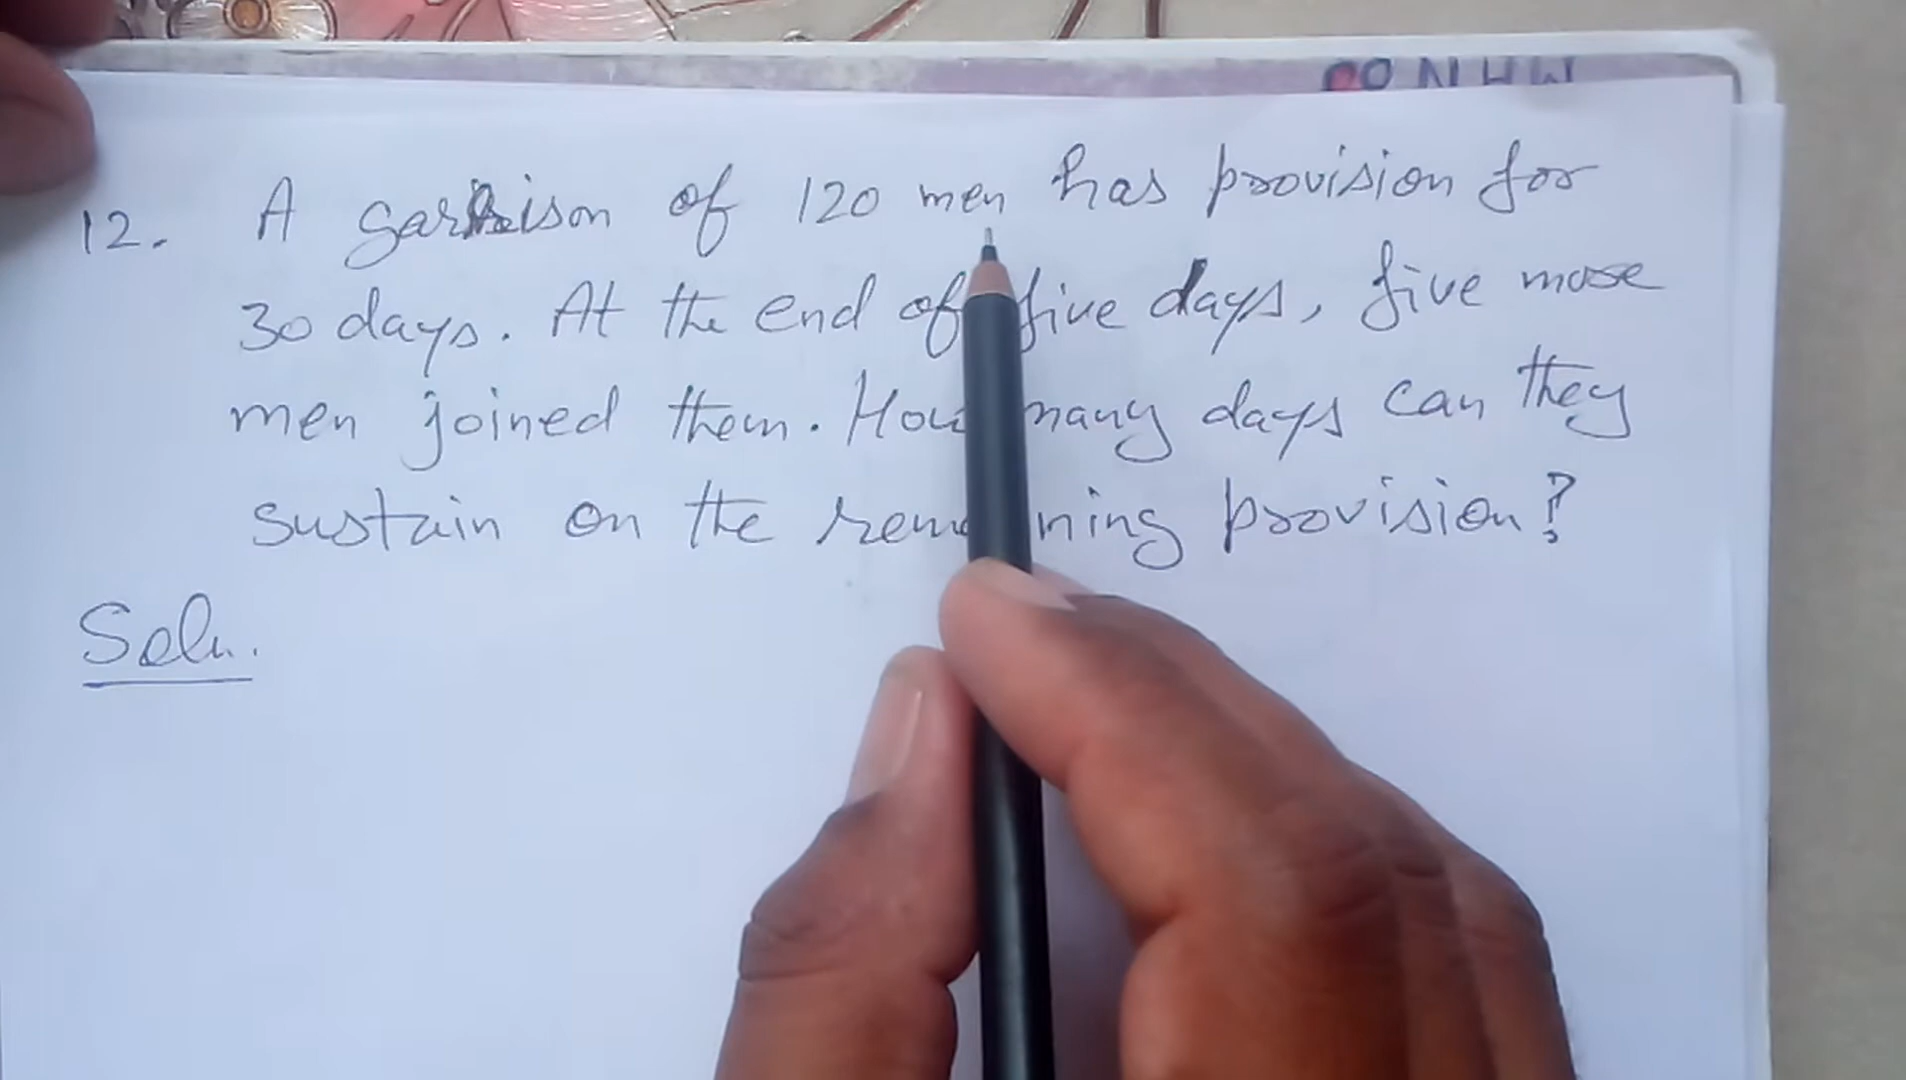 12. A garrison of 120 men has provision for
30 days. At the end of five days, five more
men joined them. How many days can they
sustain on the remaining provision?
Soln.